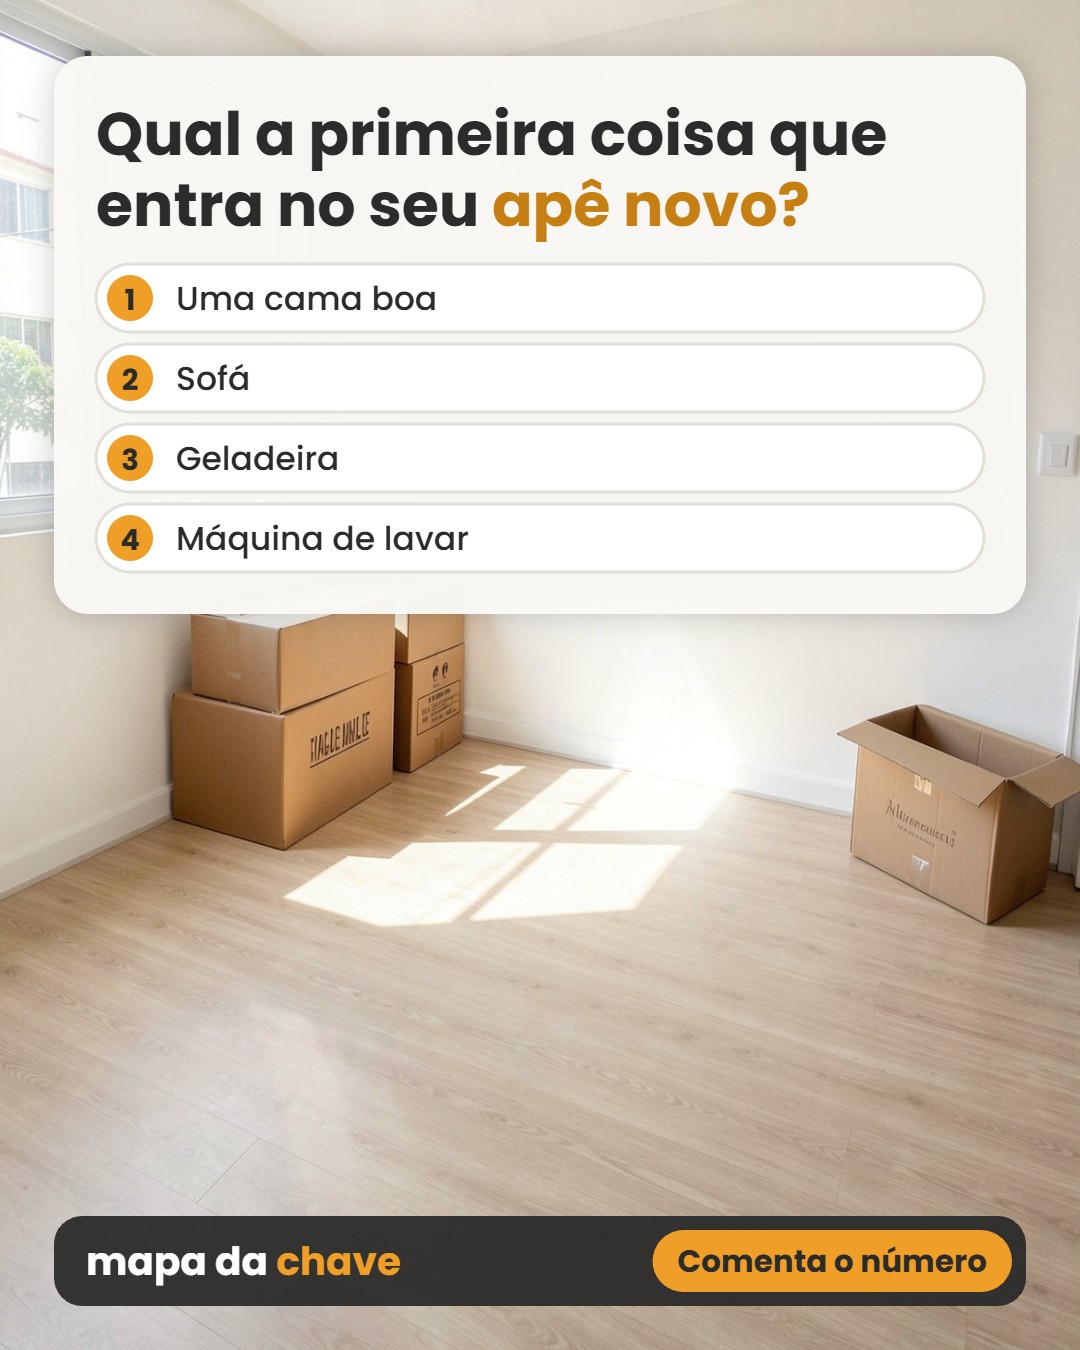 Qual a primeira coisa que
entra no seu apê novo?
1 Uma cama boa
2 Sofá
3 Geladeira
4 Máquina de lavar
mapa da chave
Comenta o número